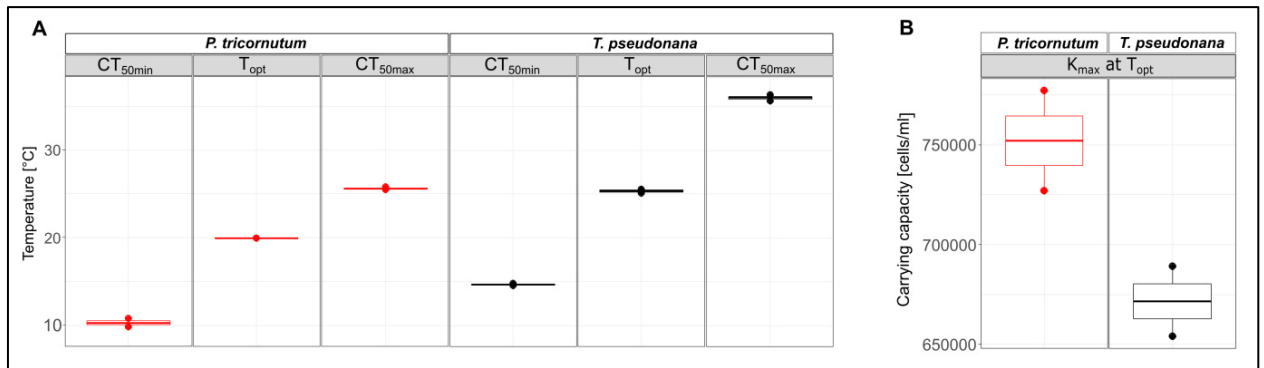 A
P. tricornutum T. pseudonana
CT50min Topt CT50max CT50min Topt CT50max
Temperature [°C]
30
20
10
B
P. tricornutum T. pseudonana
Kmax at Topt
Carrying capacity [cells/ml]
750000
700000
650000